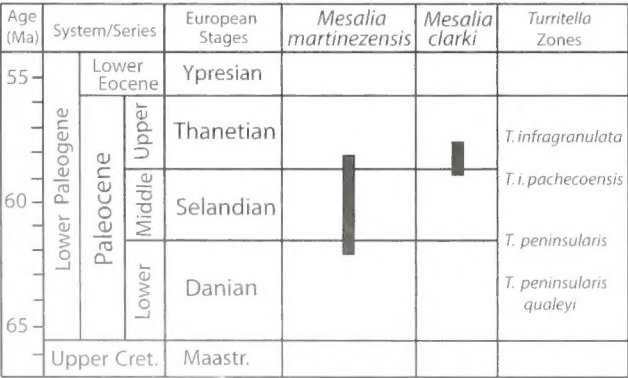 Age
(Ma)
System/Series
European
Stages
Mesalia
martinezensis
Mesalia
clarki
Turritella
Zones
55
Lower
Eocene
Ypresian
Lower Paleogene
Paleocene
Upper
Thanetian
T. infragranulata
T. i. pachecoensis
60
Middle
Selandian
T. peninsularis
Lower
Danian
T. peninsularis
qualeyi
65
Upper Cret.
Maastr.